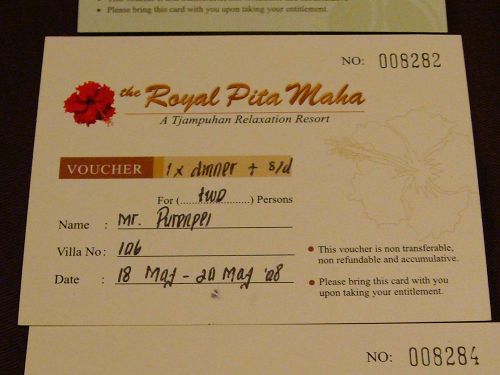 • Please bring this card with you upon taking your entitlement.
NO: 008282
the Royal Pita Maha
A Tjampuhan Relaxation Resort
VOUCHER 1 x dinner + s/d
For (two) Persons
Name : Mr.
Villa No : 106
Date : 18 May - 20 May '08
• This voucher is non transferable,
non refundable and accumulative.
• Please bring this card with you
upon taking your entitlement.
NO: 008284